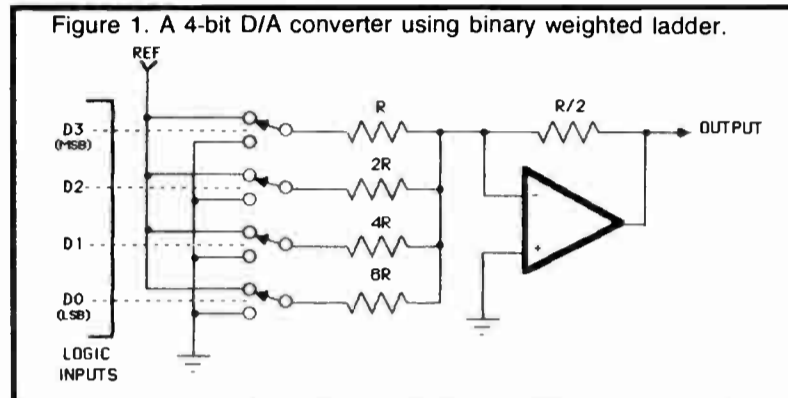 Figure 1. A 4-bit D/A converter using binary weighted ladder.
REF
D3
(MSB)
D2
D1
D0
(LSB)
LOGIC
INPUTS
R
2R
4R
8R
R/2
-
+
OUTPUT